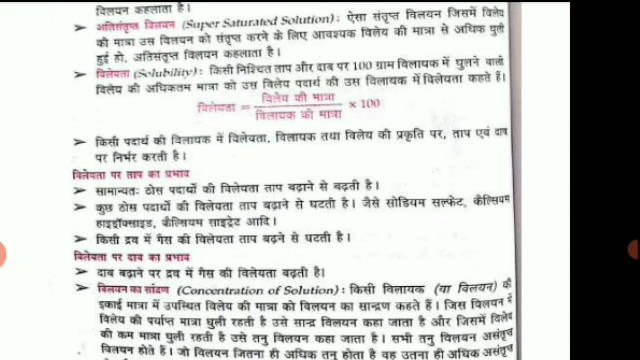 विलयन कहलाता है।
➤ अतिसंतृप्त विलयन (Super Saturated Solution): ऐसा संतृप्त विलयन जिसमें विलेय
की मात्रा उस विलयन को संतृप्त करने के लिए आवश्यक विलेय की मात्रा से अधिक घुली
हुई हो, अतिसंतृप्त विलयन कहलाता है।
➤ विलेयता (Solubility): किसी निश्चित ताप और दाब पर 100 ग्राम विलायक में घुलने वाली
विलेय की अधिकतम मात्रा को उस विलेय पदार्थ की उस विलायक में विलेयता कहते हैं।
विलेयता = विलेय की मात्रा / विलायक की मात्रा × 100
➤ किसी पदार्थ की विलायक में विलेयता, विलायक तथा विलेय की प्रकृति पर, ताप एवं दाब
पर निर्भर करती है।
विलेयता पर ताप का प्रभाव
➤ सामान्यतः ठोस पदार्थों की विलेयता ताप बढ़ाने से बढ़ती है।
➤ कुछ ठोस पदार्थों की विलेयता ताप बढ़ाने से घटती है। जैसे सोडियम सल्फेट, कैल्सियम
हाइड्रॉक्साइड, कैल्सियम साइट्रेट आदि।
➤ किसी द्रव में गैस की विलेयता ताप बढ़ने से घटती है।
विलेयता पर दाब का प्रभाव
➤ दाब बढ़ाने पर द्रव में गैस की विलेयता बढ़ती है।
➤ विलयन का सांद्रण (Concentration of Solution): किसी विलायक (या विलयन) की
इकाई मात्रा में उपस्थित विलेय की मात्रा को विलयन का सान्द्रण कहते हैं। जिस विलयन में
विलेय की पर्याप्त मात्रा घुली रहती है उसे सान्द्र विलयन कहा जाता है और जिसमें विलेय
की कम मात्रा घुली रहती है उसे तनु विलयन कहा जाता है। सभी तनु विलयन असंतृप्त
विलयन होते हैं। जो विलयन जितना ही अधिक तनु होता है वह उतना ही अधिक असंतृप्त